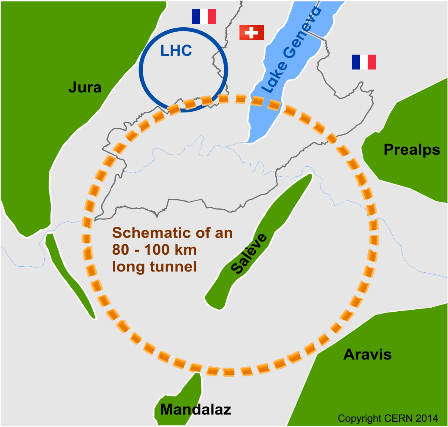 LHC
Lake Geneva
Jura
Prealps
Schematic of an
80 - 100 km
long tunnel
Salève
Aravis
Mandalaz
Copyright CERN 2014